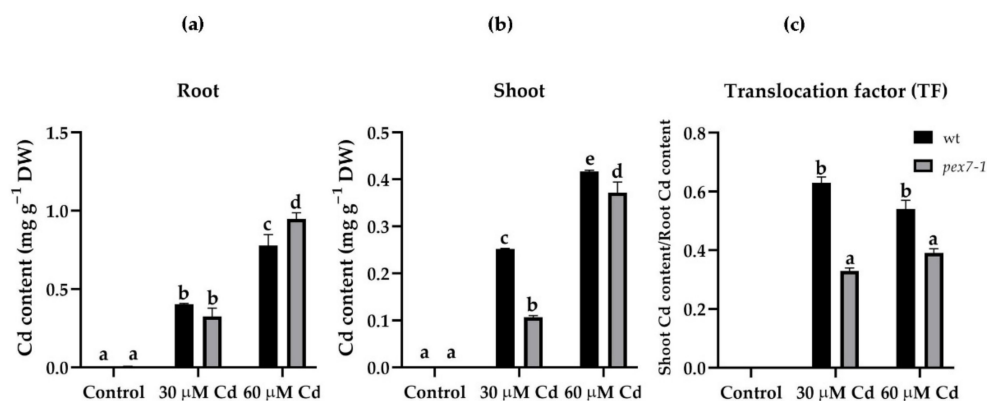 (a)
Root
Cd content (mg g⁻¹ DW)
1.5
1.0
0.5
0.0
a a
b b
c d
Control 30 μM Cd 60 μM Cd
(b)
Shoot
Cd content (mg g⁻¹ DW)
0.5
0.4
0.3
0.2
0.1
0.0
a a
c b
e d
Control 30 μM Cd 60 μM Cd
(c)
Translocation factor (TF)
Shoot Cd content/Root Cd content
0.8
0.6
0.4
0.2
0.0
b a
b a
wt
pex7-1
Control 30 μM Cd 60 μM Cd